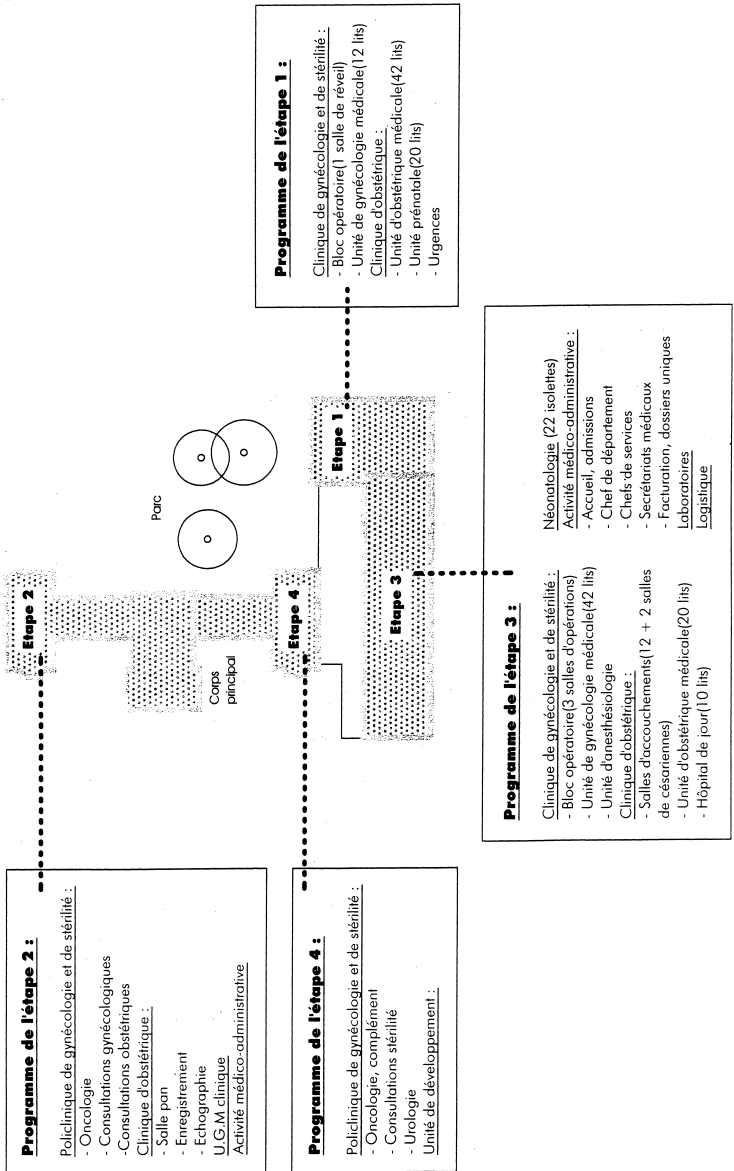 Programme de l'étape 2 :
Policlinique de gynécologie et de stérilité :
- Oncologie
- Consultations gynécologiques
-Consultations obstétriques
Clinique d'obstétrique :
- Salle pan
- Enregistrement
- Echographie
U.G.M clinique
Activité médico-administrative
Programme de l'étape 4 :
Policlinique de gynécologie et de stérilité :
- Oncologie, complément
- Consultations stérilité
- Urologie
Unité de développement :
Etape 2
Corps
principal
Etape 4
Parc
Etape 1
Etape 3
Programme de l'étape 1 :
Clinique de gynécologie et de stérilité :
- Bloc opératoire(1 salle de réveil)
- Unité de gynécologie médicale(12 lits)
Clinique d'obstétrique :
- Unité d'obstétrique médicale(42 lits)
- Unité prénatale(20 lits)
- Urgences
Programme de l'étape 3 :
Clinique de gynécologie et de stérilité :
- Bloc opératoire(3 salles d'opérations)
- Unité de gynécologie médicale(42 lits)
- Unité d'anesthésiologie
Clinique d'obstétrique :
- Salles d'accouchements(12 + 2 salles
de césariennes)
- Unité d'obstétrique médicale(20 lits)
- Hôpital de jour(10 lits)
Néonatologie (22 isolettes)
Activité médico-administrative :
- Accueil, admissions
- Chef de département
- Chefs de services
- Secrétariats médicaux
- Facturation, dossiers uniques
Laboratoires
Logistique